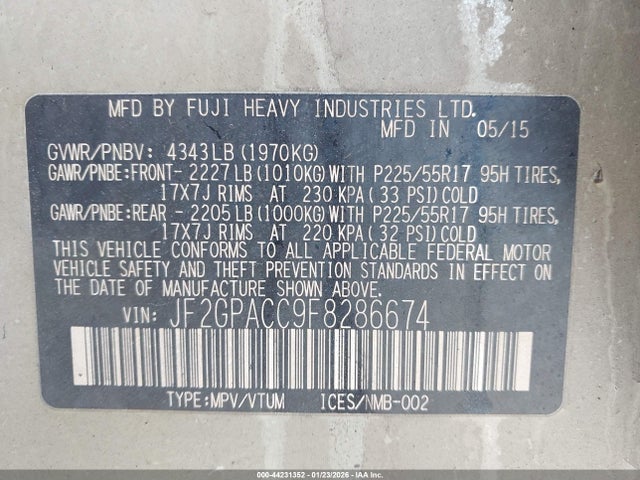 MFD BY FUJI HEAVY INDUSTRIES LTD.
MFD IN 05/15
GVWR/PNBV: 4343LB(1970KG)
GAWR/PNBE:FRONT-2227LB(1010KG)WITH P225/55R17 95H TIRES,
17X7J RIMS AT 230 KPA(33 PSI)COLD
GAWR/PNBE:REAR -2205LB(1000KG)WITH P225/55R17 95H TIRES,
17X7J RIMS AT 220 KPA(32 PSI)COLD
THIS VEHICLE CONFORMS TO ALL APPLICABLE FEDERAL MOTOR
VEHICLE SAFETY AND THEFT PREVENTION STANDARDS IN EFFECT ON
THE DATE OF MANUFACTURE SHOWN ABOVE.
VIN: JF2GPACC9F8286674
TYPE:MPV/VTUM ICES/NMB-002
000-44231352 | 01/23/2026 - IAA Inc.